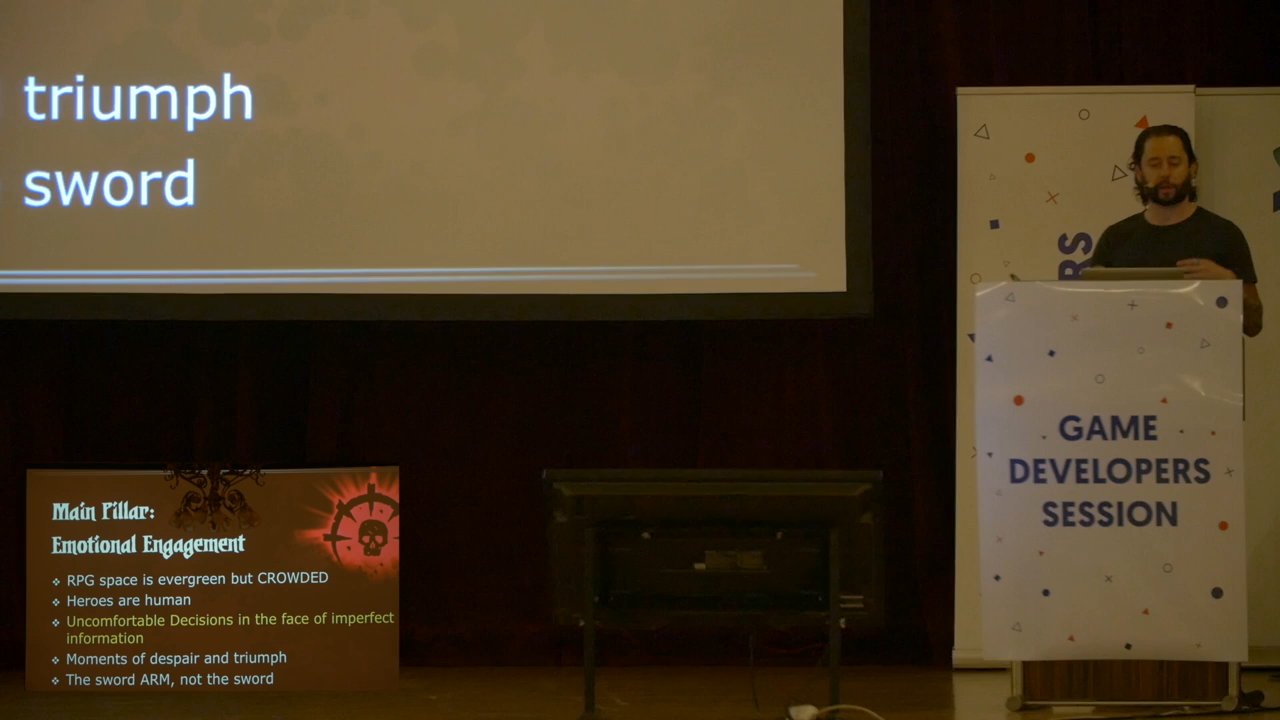 triumph
sword
RS
GAME
DEVELOPERS
SESSION
Main Pillar:
Emotional Engagement
❖ RPG space is evergreen but CROWDED
❖ Heroes are human
❖ Uncomfortable Decisions in the face of imperfect
information
❖ Moments of despair and triumph
❖ The sword ARM, not the sword